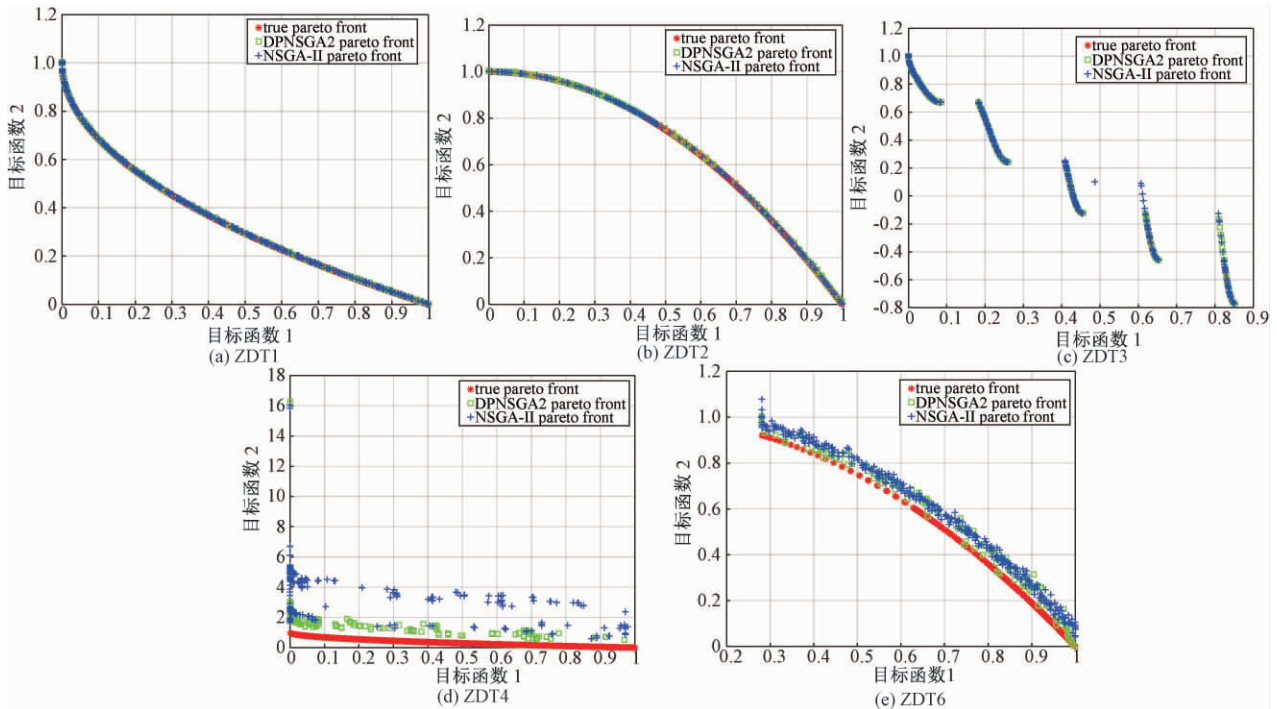 1.2
1.0
0.8
0.6
0.4
0.2
0
目标函数 2
true pareto front
DPNSGA2 pareto front
NSGA-II pareto front
0 0.1 0.2 0.3 0.4 0.5 0.6 0.7 0.8 0.9 1
目标函数 1
(a) ZDT1
1.2
1.0
0.8
0.6
0.4
0.2
0
目标函数 2
true pareto front
DPNSGA2 pareto front
NSGA-II pareto front
0 0.1 0.2 0.3 0.4 0.5 0.6 0.7 0.8 0.9 1
目标函数 1
(b) ZDT2
1.2
1.0
0.8
0.6
0.4
0.2
0
-0.2
-0.4
-0.6
-0.8
目标函数 2
true pareto front
DPNSGA2 pareto front
NSGA-II pareto front
0 0.1 0.2 0.3 0.4 0.5 0.6 0.7 0.8 0.9
目标函数 1
(c) ZDT3
18
16
14
12
10
8
6
4
2
0
目标函数 2
true pareto front
DPNSGA2 pareto front
NSGA-II pareto front
0 0.1 0.2 0.3 0.4 0.5 0.6 0.7 0.8 0.9 1
目标函数 1
(d) ZDT4
1.2
1.0
0.8
0.6
0.4
0.2
0
目标函数 2
true pareto front
DPNSGA2 pareto front
NSGA-II pareto front
0.2 0.3 0.4 0.5 0.6 0.7 0.8 0.9 1
目标函数1
(e) ZDT6